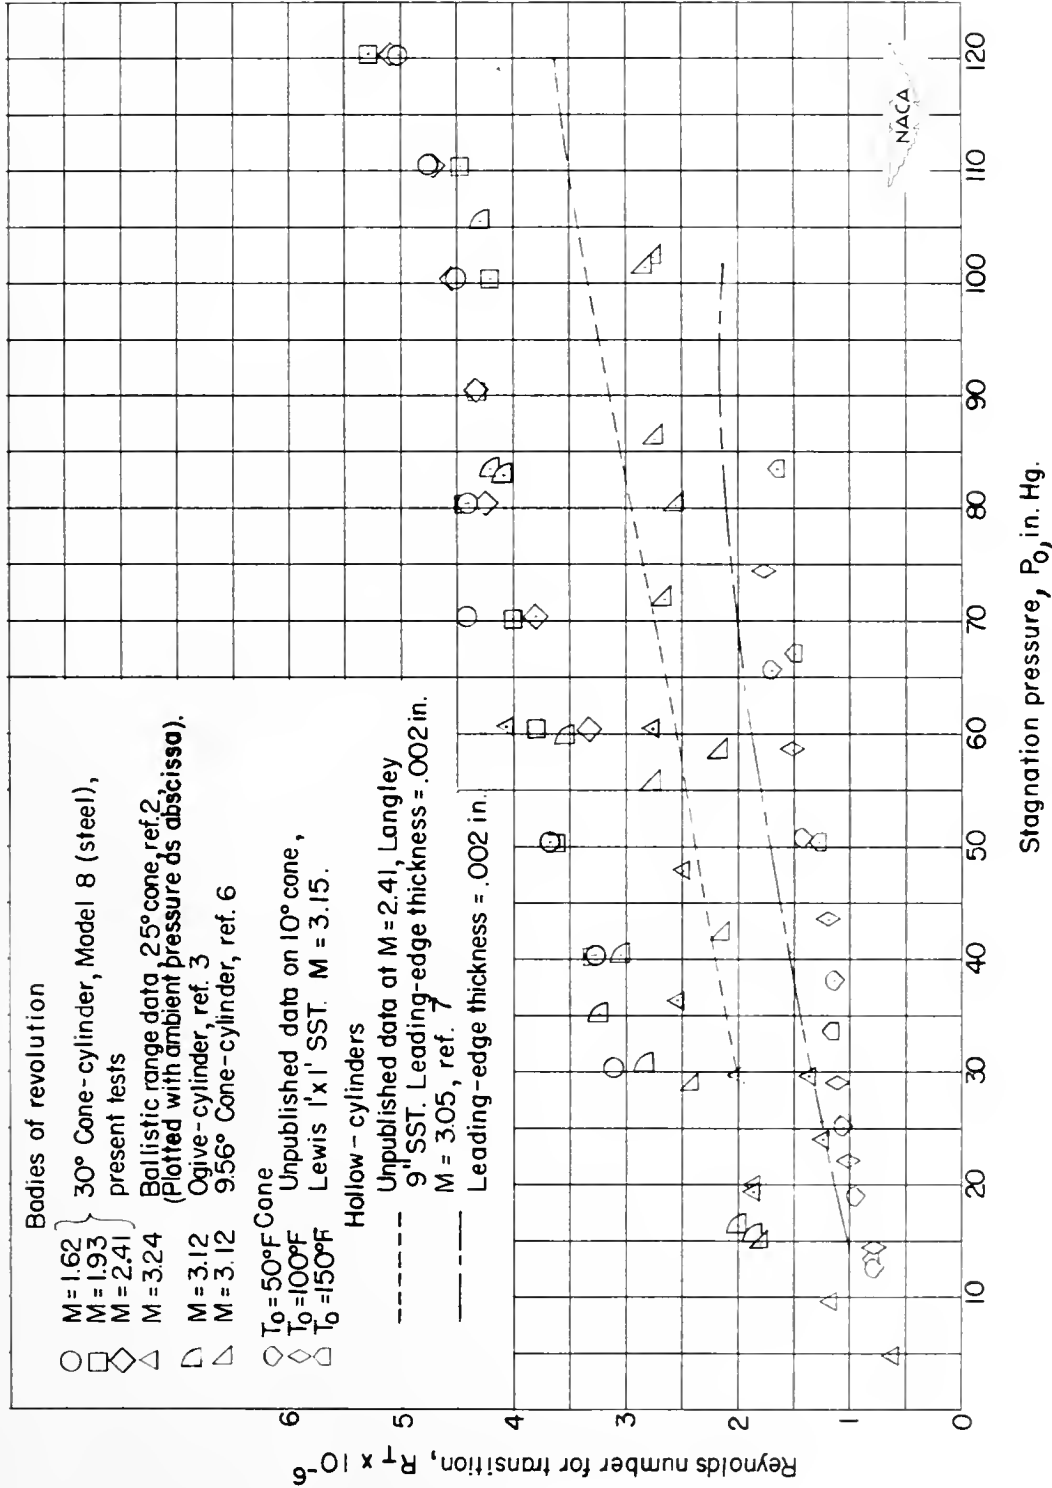 Bodies of revolution
M = 1.62
M = 1.93
M = 2.41
30° Cone-cylinder, Model 8 (steel),
present tests
M = 3.24 Ballistic range data, 25° cone, ref. 2,
(Plotted with ambient pressure as abscissa).
M = 3.12 Ogive-cylinder, ref. 3
M = 3.12 9.56° Cone-cylinder, ref. 6
Cone
T₀ = 50°F
T₀ = 100°F
T₀ = 150°F
Unpublished data on 10° cone,
Lewis 1'x1' SST. M = 3.15.
Hollow-cylinders
Unpublished data at M = 2.41, Langley
9" SST. Leading-edge thickness = .002 in.
M = 3.05, ref. 7
Leading-edge thickness = .002 in.
Reynolds number for transition, R_T x 10⁻⁶
6
5
4
3
2
1
0
10 20 30 40 50 60 70 80 90 100 110 120
Stagnation pressure, P₀, in. Hg.
NACA